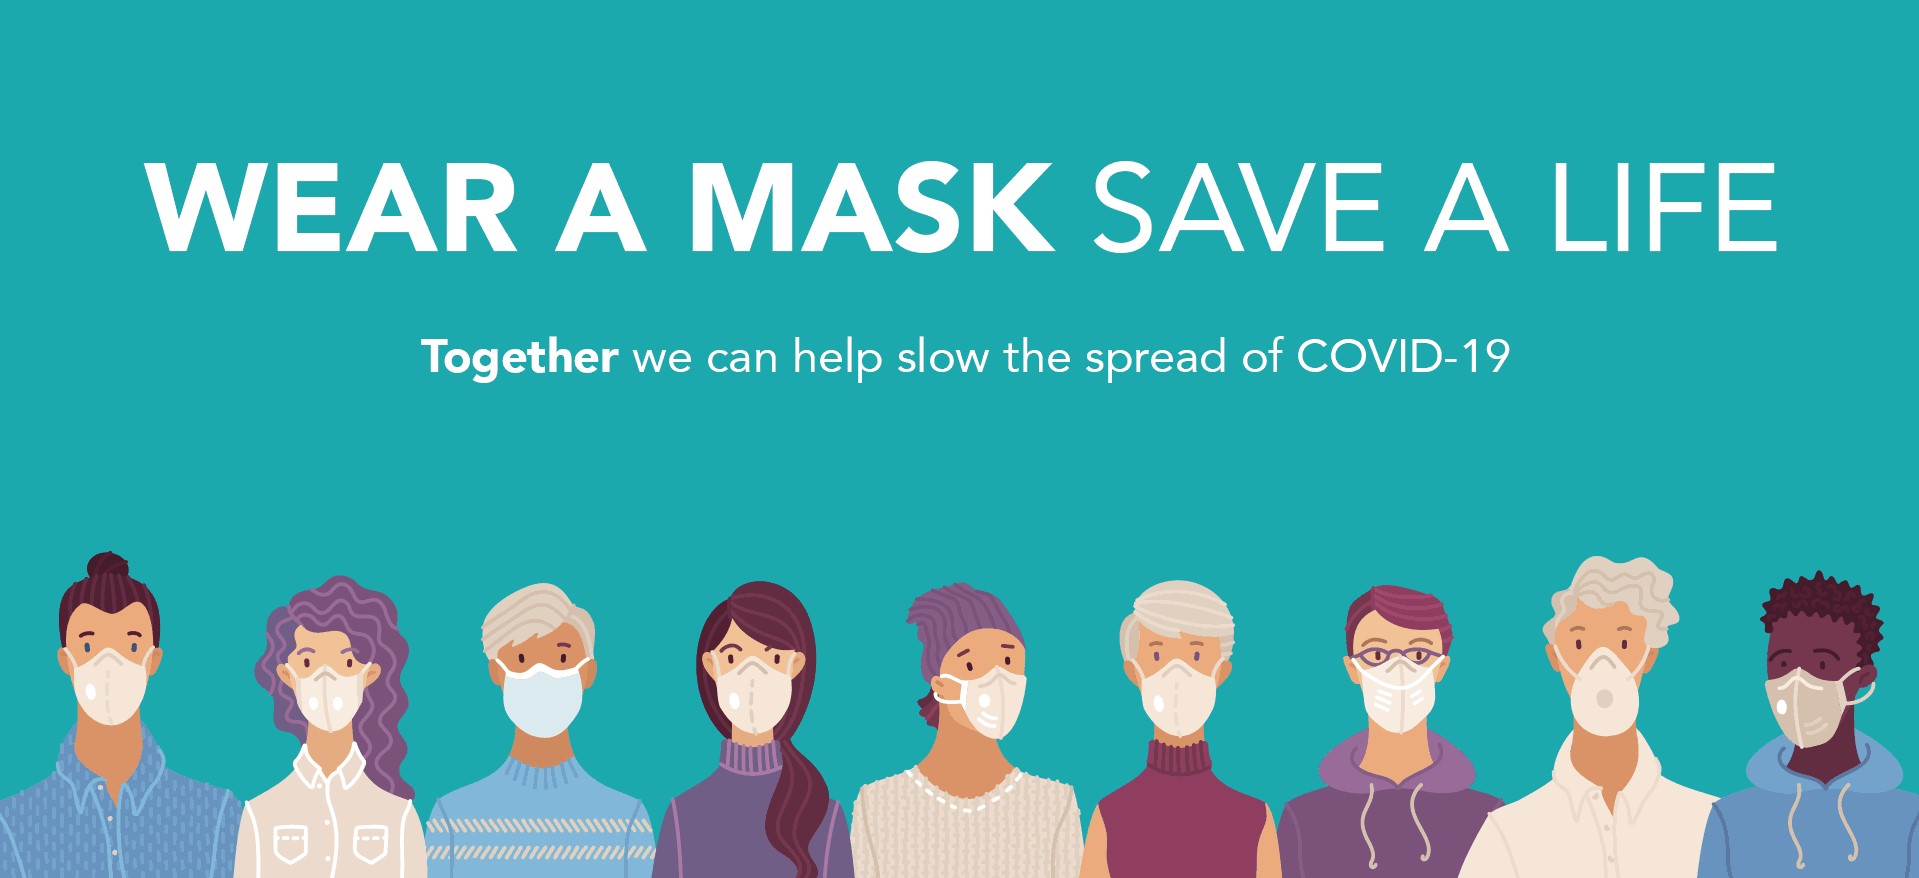 WEAR A MASK SAVE A LIFE
Together we can help slow the spread of COVID-19